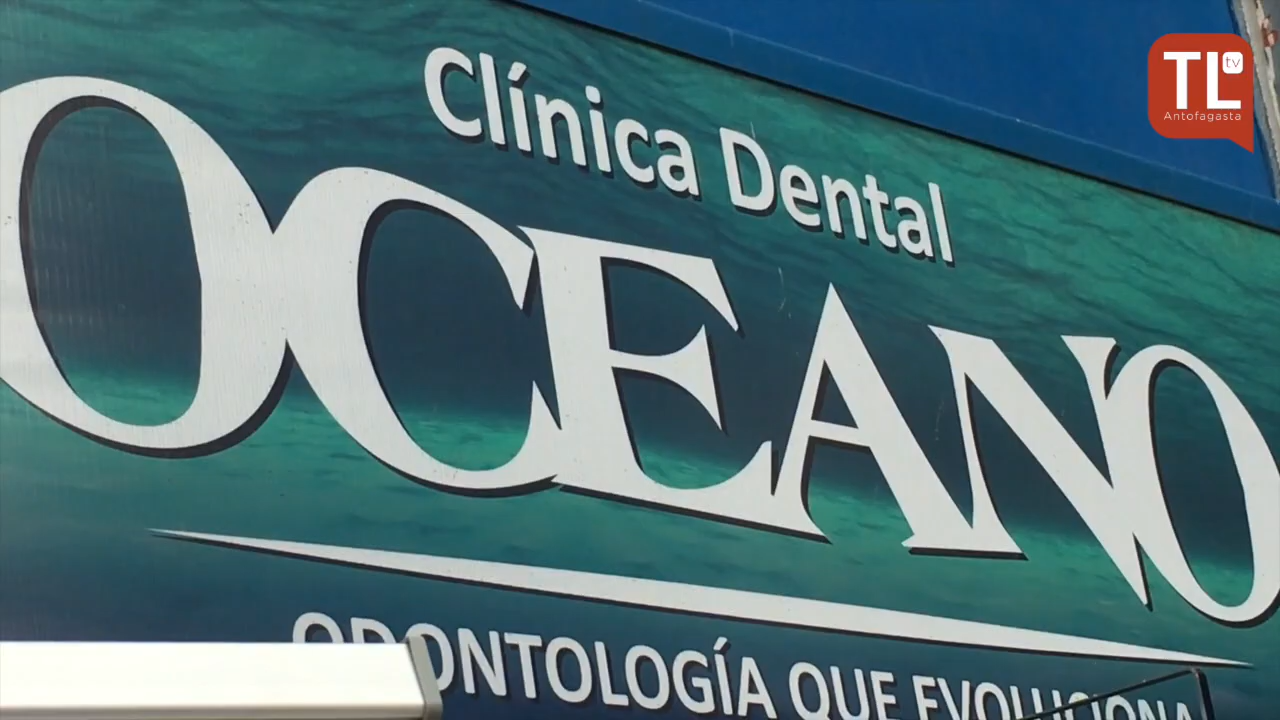 TL tv
Antofagasta
Clínica Dental
OCEANO
ODONTOLOGÍA QUE EVOLUCIONA